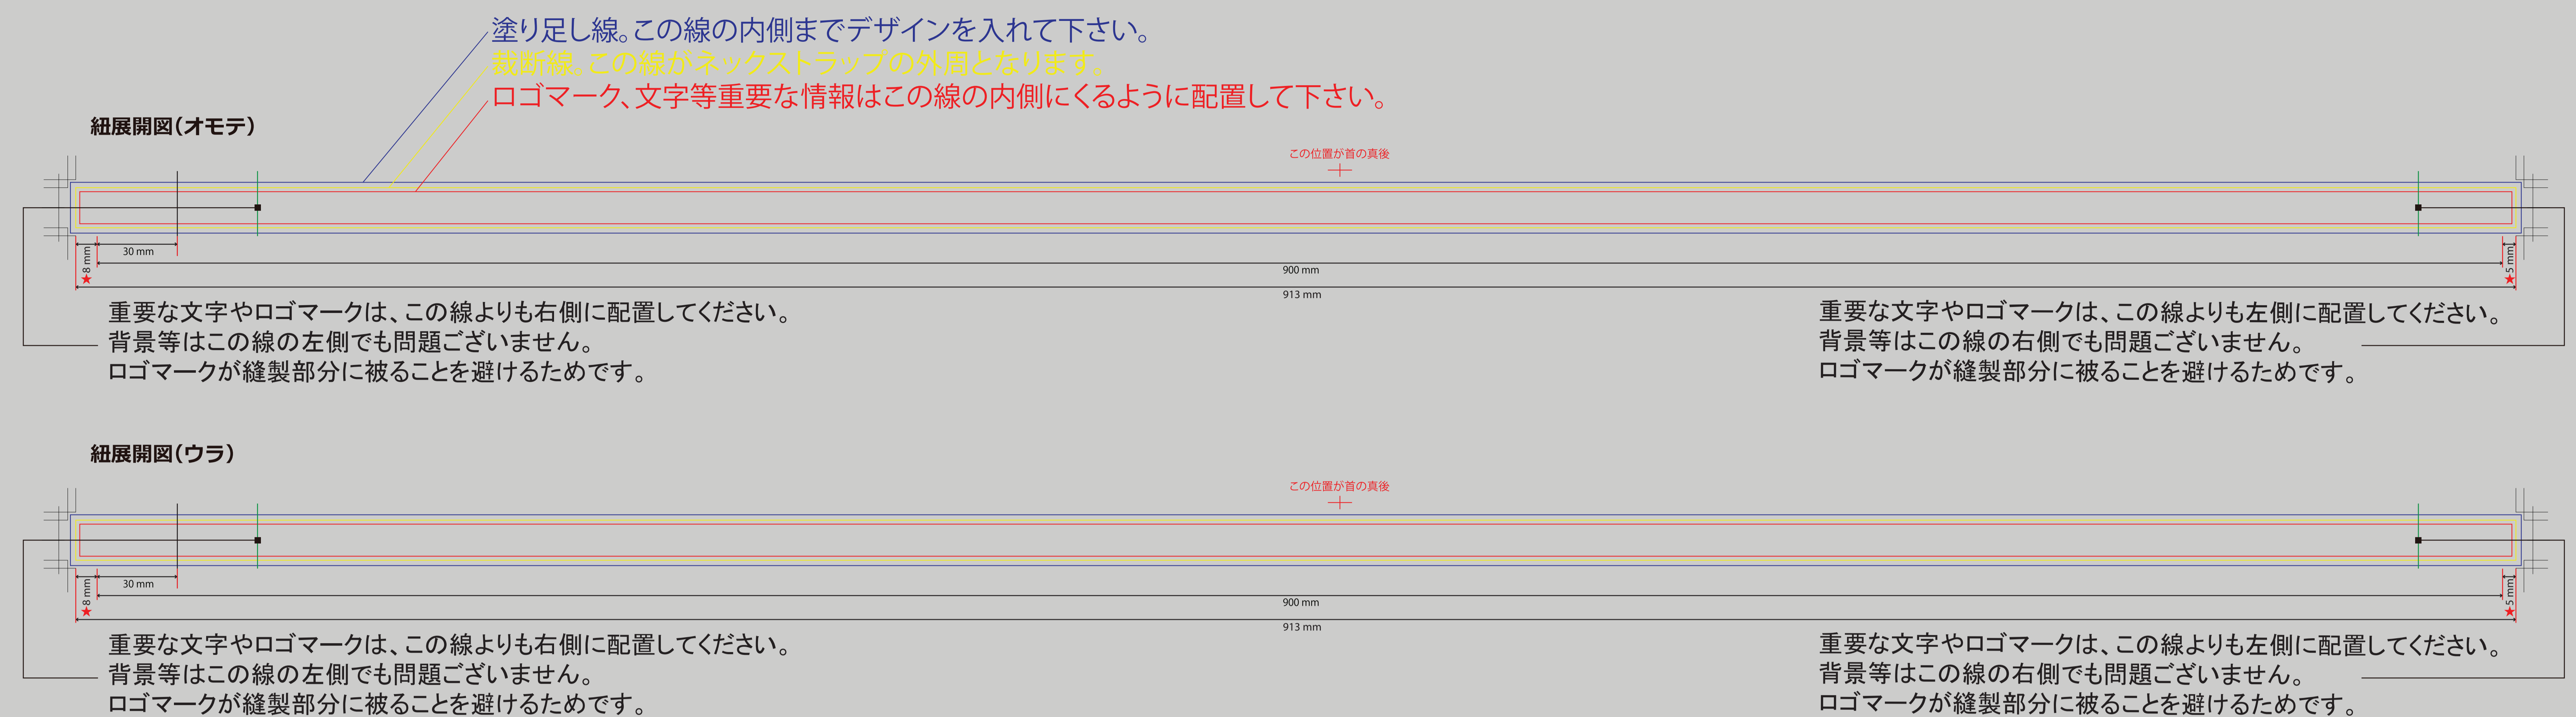 塗り足し線。この線の内側までデザインを入れて下さい。
裁断線。この線がネックストラップの外周となります。
ロゴマーク、文字等重要な情報はこの線の内側にくるように配置して下さい。
紐展開図(オモテ)
この位置が首の真後
★8 mm
30 mm
900 mm
913 mm
★5 mm
重要な文字やロゴマークは、この線よりも右側に配置してください。
背景等はこの線の左側でも問題ございません。
ロゴマークが縫製部分に被ることを避けるためです。
重要な文字やロゴマークは、この線よりも左側に配置してください。
背景等はこの線の右側でも問題ございません。
ロゴマークが縫製部分に被ることを避けるためです。
紐展開図(ウラ)
この位置が首の真後
★8 mm
30 mm
900 mm
913 mm
★5 mm
重要な文字やロゴマークは、この線よりも右側に配置してください。
背景等はこの線の左側でも問題ございません。
ロゴマークが縫製部分に被ることを避けるためです。
重要な文字やロゴマークは、この線よりも左側に配置してください。
背景等はこの線の右側でも問題ございません。
ロゴマークが縫製部分に被ることを避けるためです。